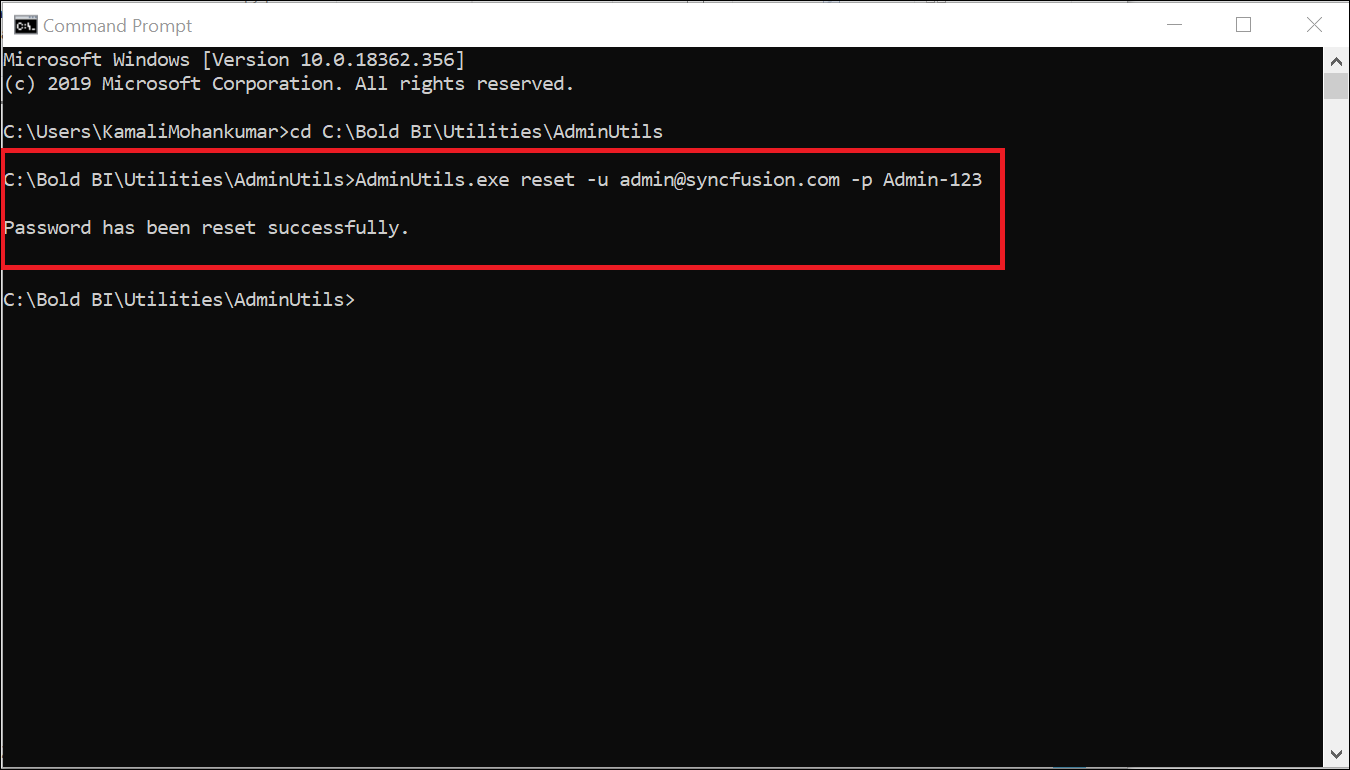 Command Prompt
Microsoft Windows [Version 10.0.18362.356]
(c) 2019 Microsoft Corporation. All rights reserved.
C:\Users\KamaliMohankumar>cd C:\Bold BI\Utilities\AdminUtils
C:\Bold BI\Utilities\AdminUtils>AdminUtils.exe reset -u admin@syncfusion.com -p Admin-123
Password has been reset successfully.
C:\Bold BI\Utilities\AdminUtils>